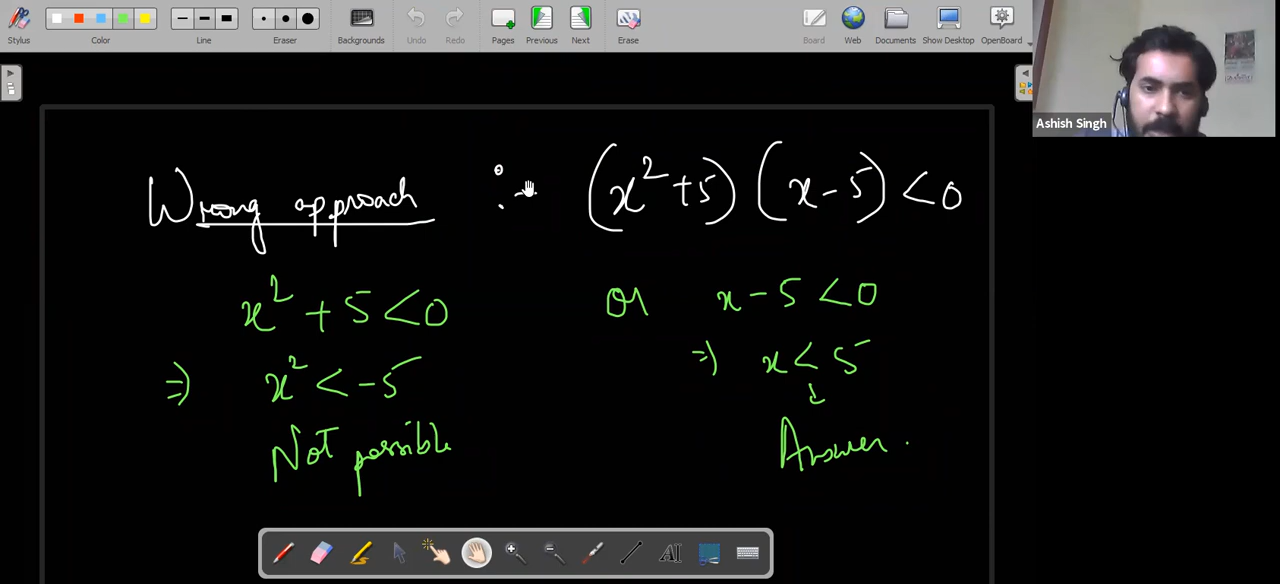 Stylus Color Line Eraser Backgrounds Undo Redo Pages Previous Next Erase Board Web Documents Show Desktop OpenBoard
Ashish Singh
Wrong approach :- (x² + 5) (x - 5) < 0
x² + 5 < 0 or x - 5 < 0
⇒ x² < -5 ⇒ x < 5
Not possible Answer.
AI